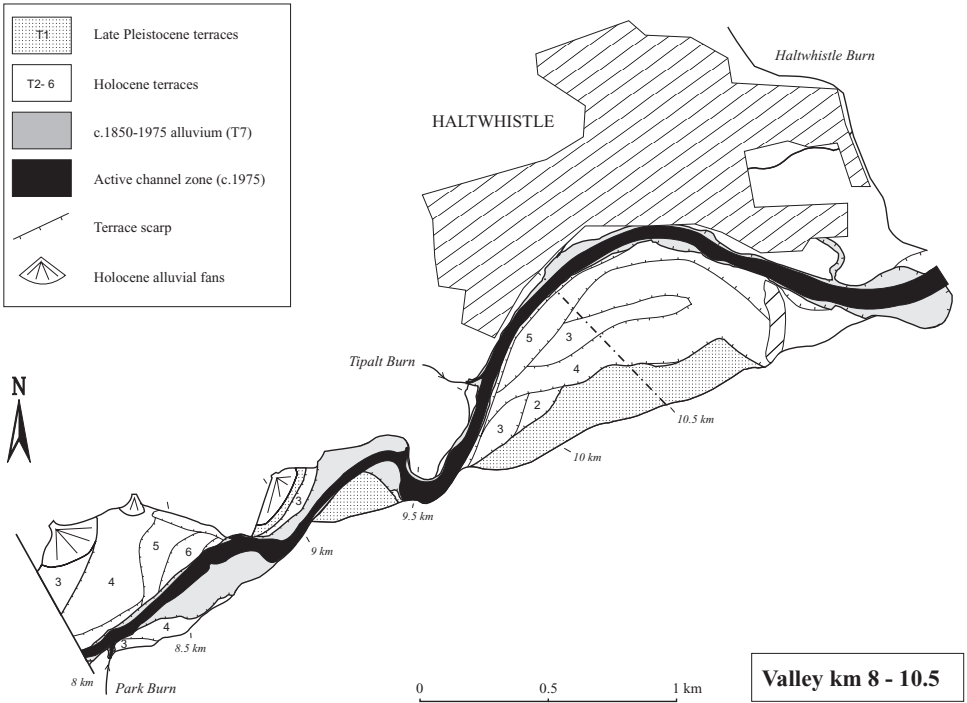 T1 Late Pleistocene terraces
T2- 6 Holocene terraces
c.1850-1975 alluvium (T7)
Active channel zone (c.1975)
Terrace scarp
Holocene alluvial fans
Haltwhistle Burn
HALTWHISTLE
Tipalt Burn
N
5
3
4
2
3
10.5 km
10 km
9.5 km
3
9 km
5
6
3
4
4
3
8.5 km
8 km
Park Burn
0 0.5 1 km
Valley km 8 - 10.5